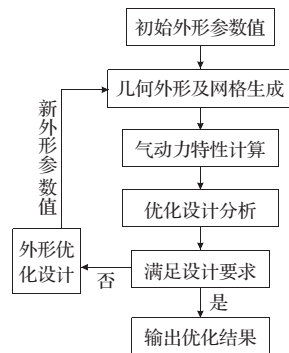 初始外形参数值
几何外形及网格生成
气动力特性计算
优化设计分析
满足设计要求
是
输出优化结果
否
外形优
化设计
新外形参数值